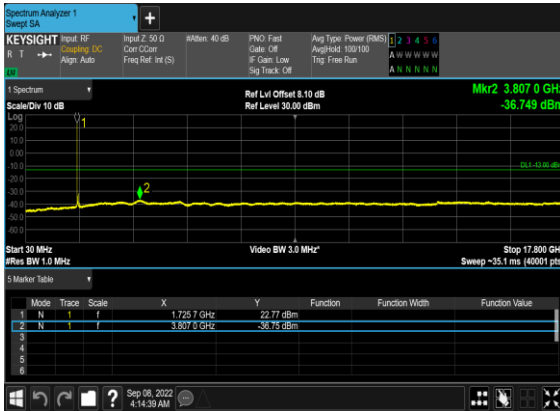 Spectrum Analyzer 1
Swept SA
+
KEYSIGHT Input: RF Input Z: 50 Ω #Atten: 40 dB PNO: Fast Avg Type: Power (RMS) 1 2 3 4 5 6
R T Coupling: DC Corr CCorr Gate: Off Avg|Hold: 100/100 A W W W W W
Align: Auto Freq Ref: Int (S) IF Gain: Low Trig: Free Run
Sig Track: Off A N N N N N
1 Spectrum Ref Lvl Offset 8.10 dB Mkr2 3.807 0 GHz
Scale/Div 10 dB Ref Level 30.00 dBm -36.749 dBm
Log
20.0
10.0
0.00
-10.0
DL1 -13.00 dBm
-20.0
-30.0
-40.0
-50.0
-60.0
1
2
Start 30 MHz Video BW 3.0 MHz* Stop 17.800 GHz
#Res BW 1.0 MHz Sweep ~35.1 ms (40001 pts)
5 Marker Table
Mode Trace Scale X Y Function Function Width Function Value
1 N 1 f 1.725 7 GHz 22.77 dBm
2 N 1 f 3.807 0 GHz -36.75 dBm
3
4
5
6
? Sep 08, 2022
4:14:39 AM